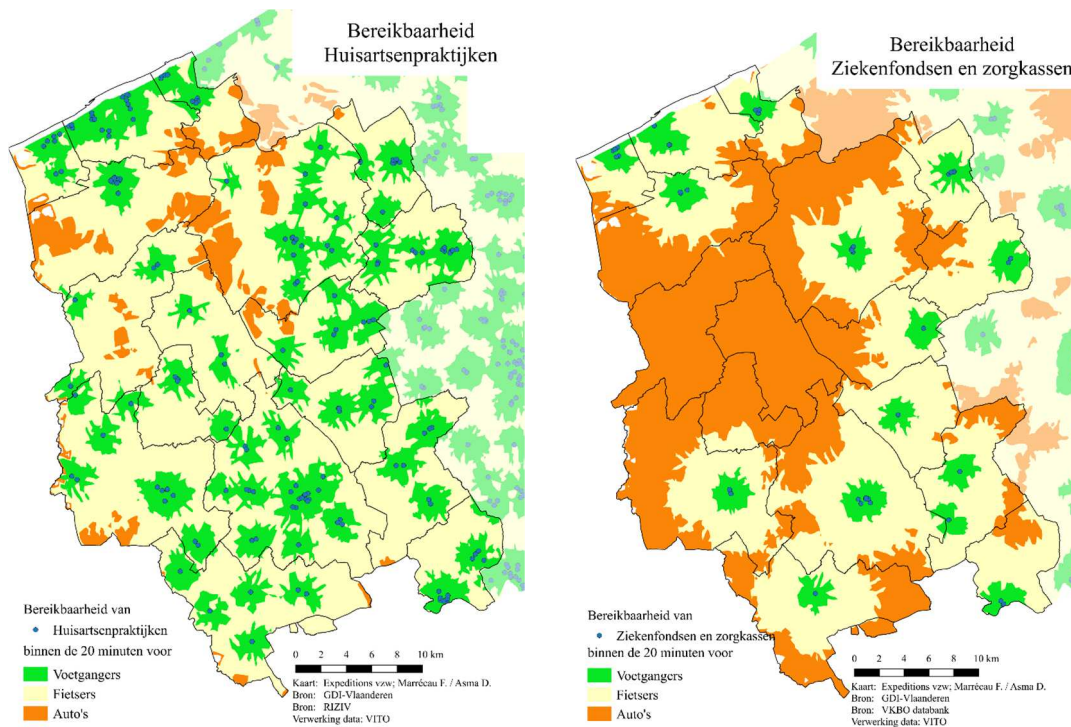 Bereikbaarheid
Huisartsenpraktijken
Bereikbaarheid van
Huisartsenpraktijken
binnen de 20 minuten voor
Voetgangers
Fietsers
Auto's
0 2 4 6 8 10 km
Kaart: Expeditions vzw; Marrécau F. / Asma D.
Bron: GDI-Vlaanderen
Bron: RIZIV
Verwerking data: VITO
Bereikbaarheid
Ziekenfondsen en zorgkassen
Bereikbaarheid van
Ziekenfondsen en zorgkassen
binnen de 20 minuten voor
Voetgangers
Fietsers
Auto's
0 2 4 6 8 10 km
Kaart: Expeditions vzw; Marrécau F. / Asma D.
Bron: GDI-Vlaanderen
Bron: VKBO databank
Verwerking data: VITO